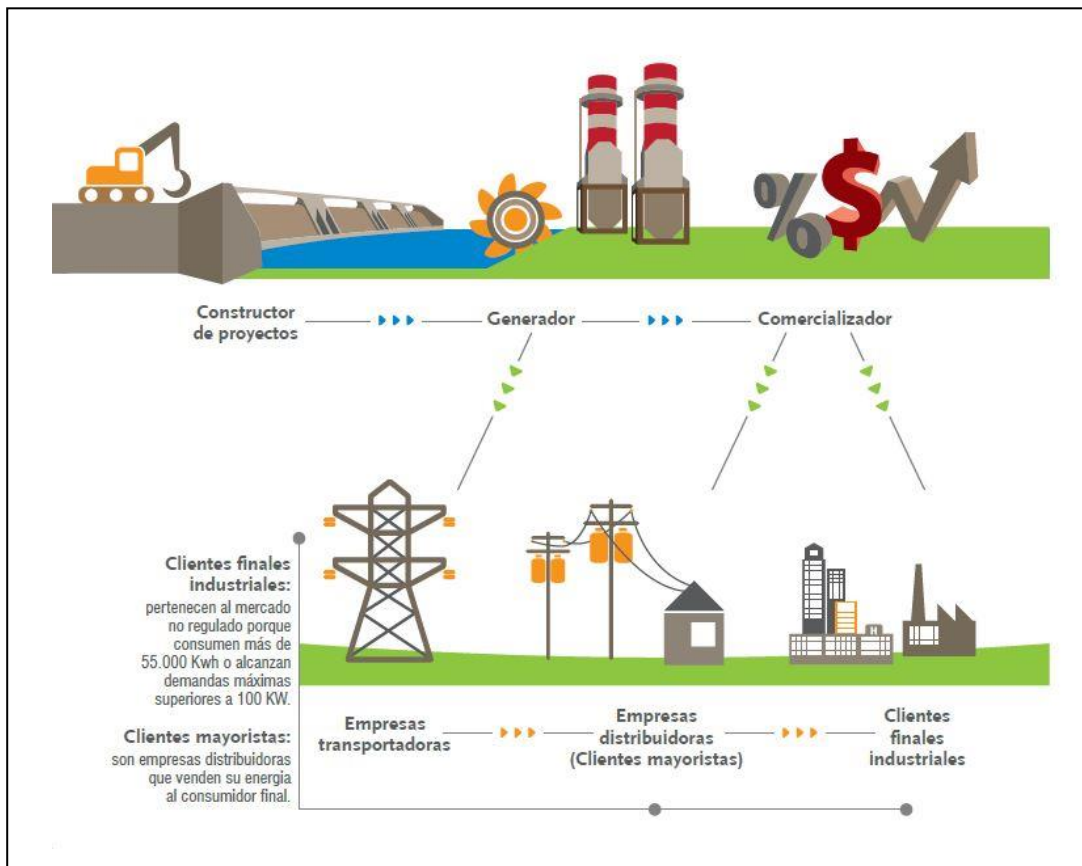 Constructor
de proyectos
Generador
Comercializador
Clientes finales
industriales:
pertenecen al mercado
no regulado porque
consumen más de
55.000 Kwh o alcanzan
demandas máximas
superiores a 100 KW.
Clientes mayoristas:
son empresas distribuidoras
que venden su energia
al consumidor final.
Empresas
transportadoras
Empresas
distribuidoras
(Clientes mayoristas)
Clientes
finales
industriales
% $
H